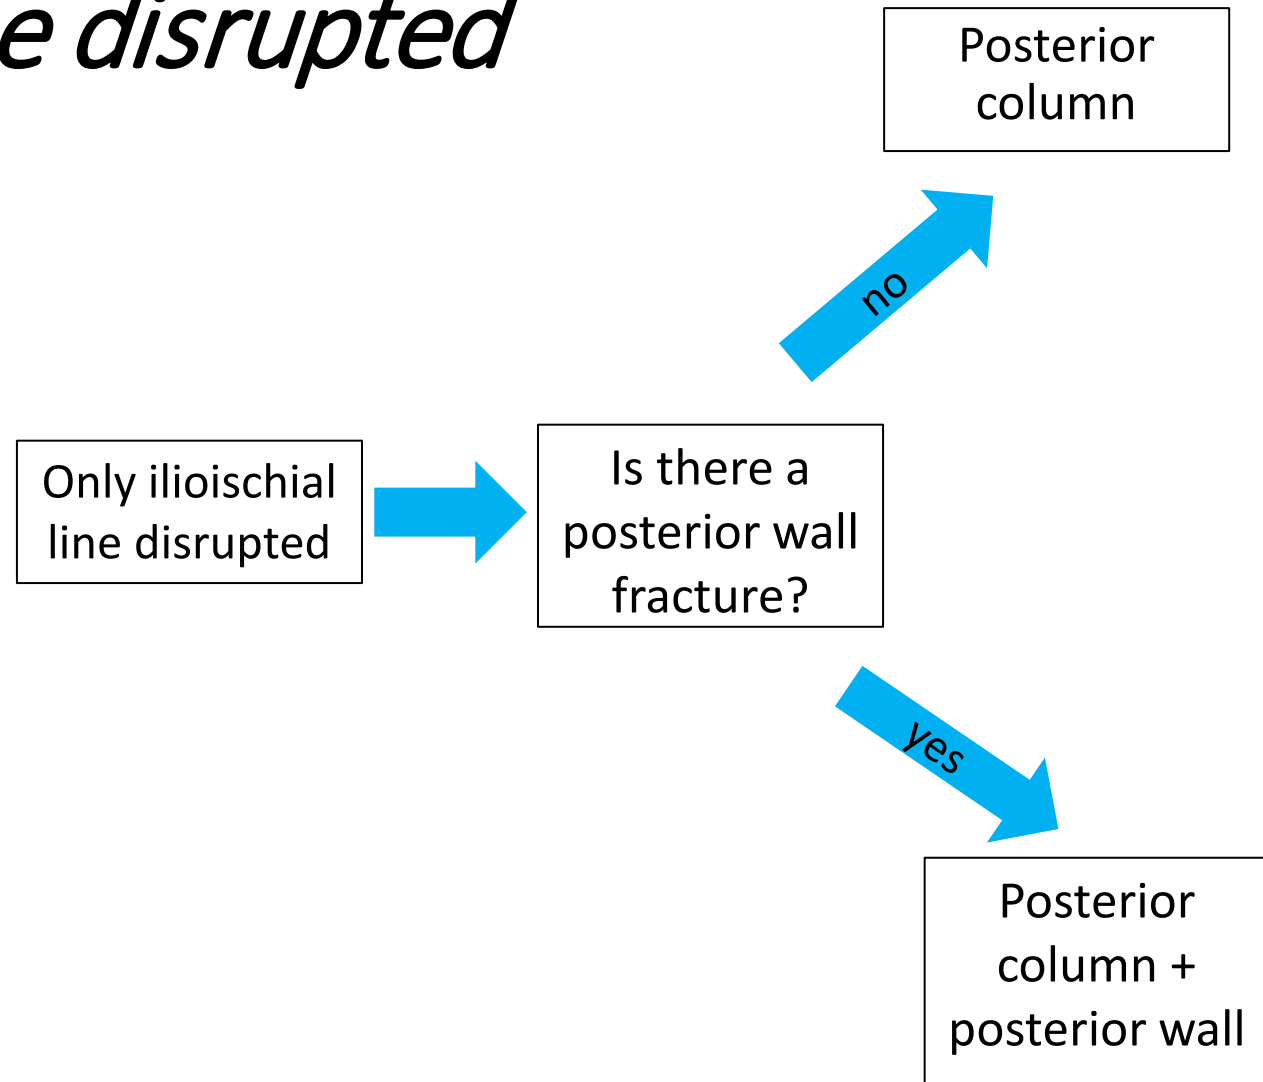 e disrupted
Posterior
column
no
Only ilioischial
line disrupted
Is there a
posterior wall
fracture?
yes
Posterior
column +
posterior wall